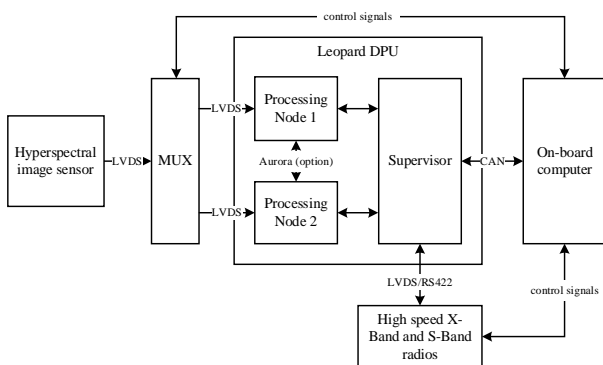 control signals
Leopard DPU
Hyperspectral
image sensor
LVDS
MUX
LVDS
Processing
Node 1
Aurora (option)
LVDS
Processing
Node 2
Supervisor
CAN
On-board
computer
LVDS/RS422
control signals
High speed X-
Band and S-Band
radios